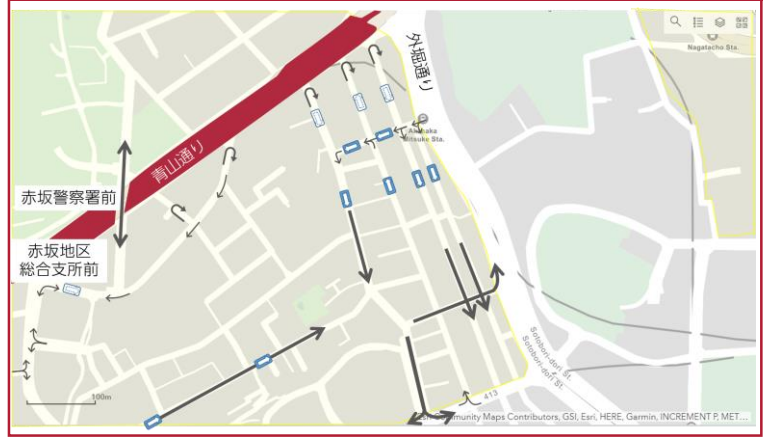 Nagatacho Sta.
外堀通り
Akasaka
Mitsuke Sta.
青山通り
赤坂警察署前
赤坂地区
総合支所前
100m
Sotobori-dori St.
Sotobori-dori St.
413
Community Maps Contributors, GSI, Esri, HERE, Garmin, INCREMENT P, MET...